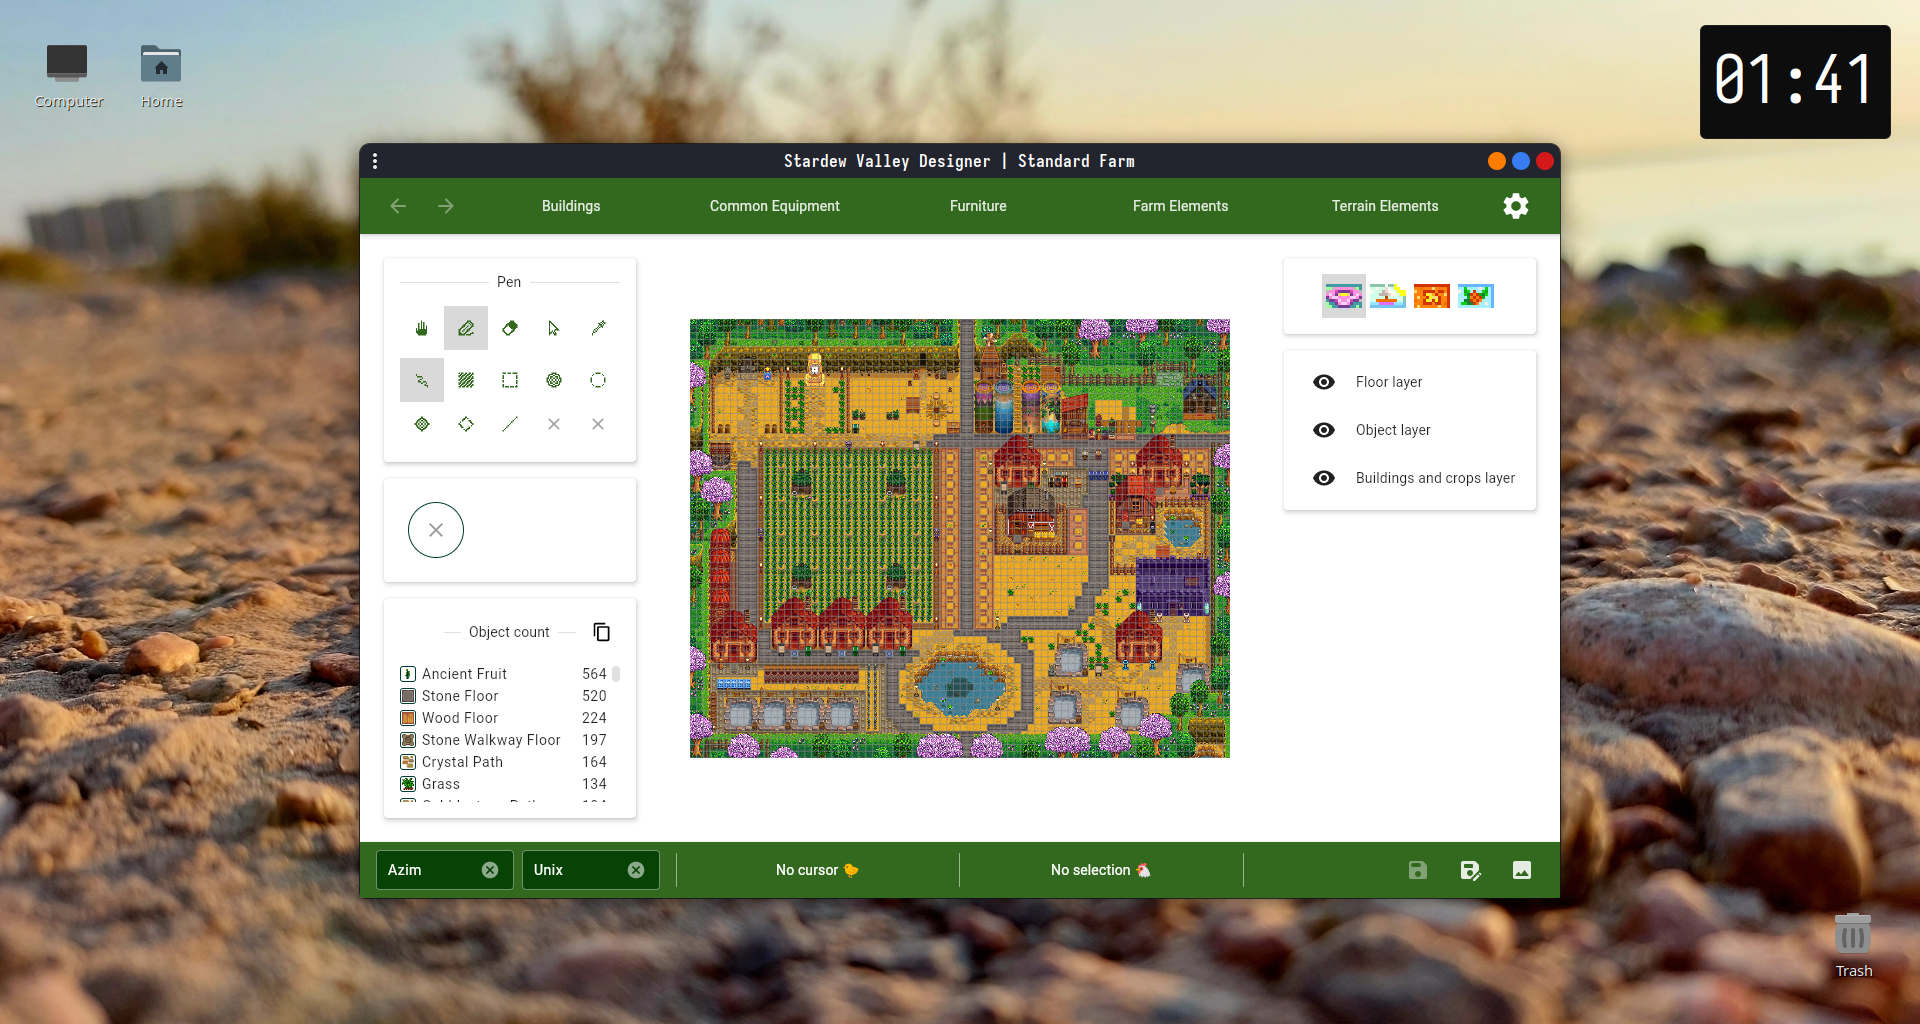 Computer
Home
01:41
Stardew Valley Designer | Standard Farm
Buildings
Common Equipment
Furniture
Farm Elements
Terrain Elements
Pen
Floor layer
Object layer
Buildings and crops layer
Object count
Ancient Fruit 564
Stone Floor 520
Wood Floor 224
Stone Walkway Floor 197
Crystal Path 164
Grass 134
Azim
Unix
No cursor
No selection
Trash